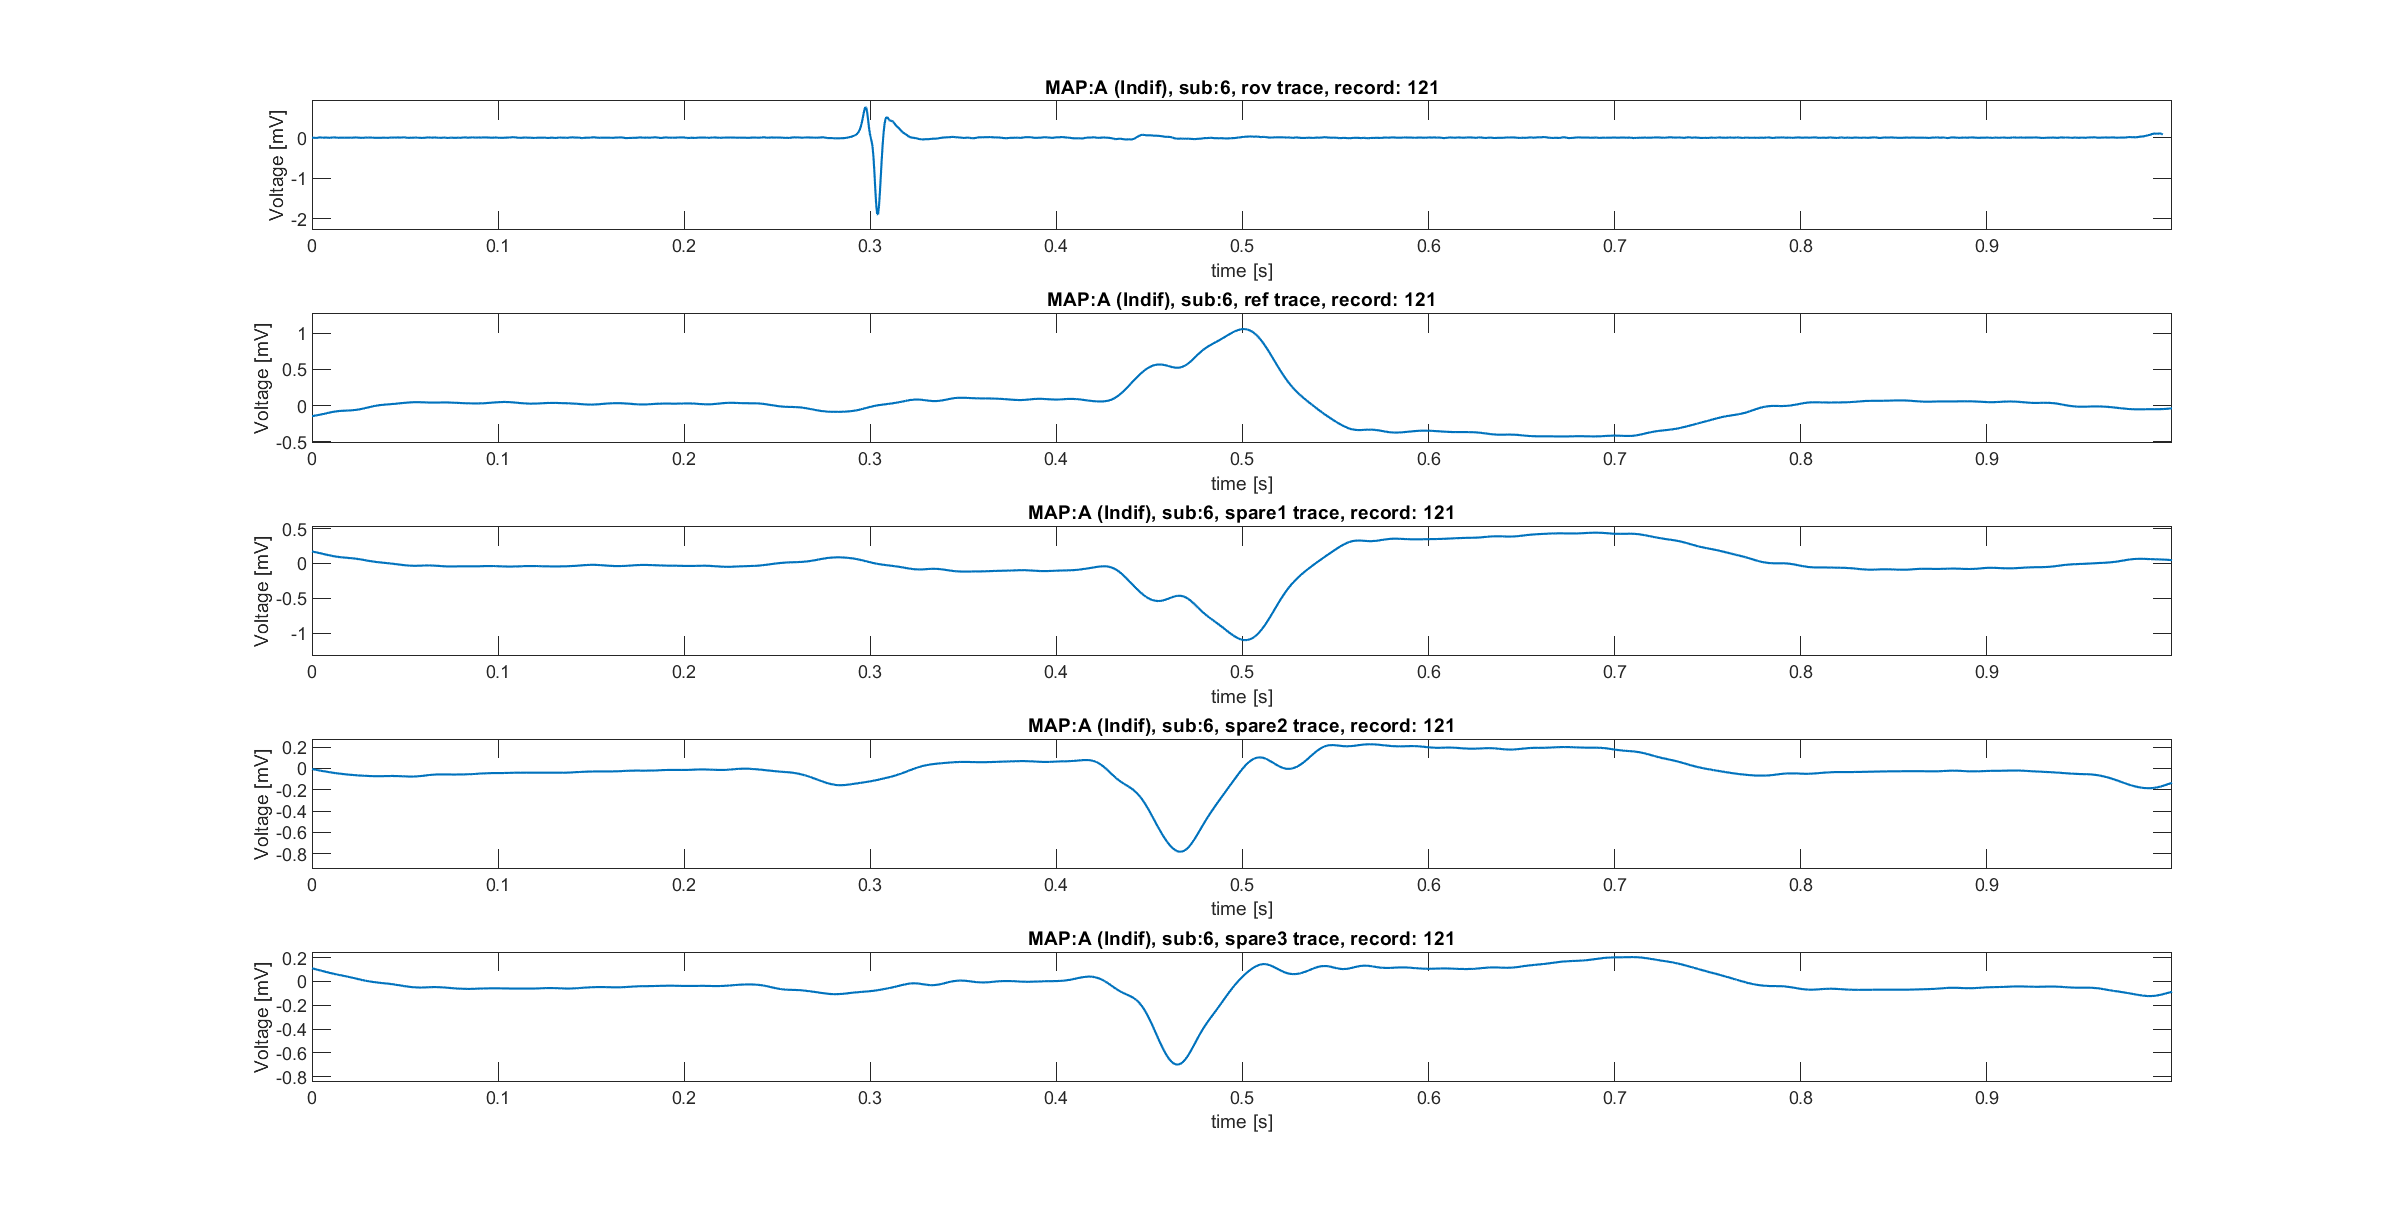 MAP:A (Indif), sub:6, rov trace, record: 121
Voltage [mV]
0
-1
-2
0 0.1 0.2 0.3 0.4 0.5 0.6 0.7 0.8 0.9
time [s]
MAP:A (Indif), sub:6, ref trace, record: 121
Voltage [mV]
1
0.5
0
-0.5
0 0.1 0.2 0.3 0.4 0.5 0.6 0.7 0.8 0.9
time [s]
MAP:A (Indif), sub:6, spare1 trace, record: 121
Voltage [mV]
0.5
0
-0.5
-1
0 0.1 0.2 0.3 0.4 0.5 0.6 0.7 0.8 0.9
time [s]
MAP:A (Indif), sub:6, spare2 trace, record: 121
Voltage [mV]
0.2
0
-0.2
-0.4
-0.6
-0.8
0 0.1 0.2 0.3 0.4 0.5 0.6 0.7 0.8 0.9
time [s]
MAP:A (Indif), sub:6, spare3 trace, record: 121
Voltage [mV]
0.2
0
-0.2
-0.4
-0.6
-0.8
0 0.1 0.2 0.3 0.4 0.5 0.6 0.7 0.8 0.9
time [s]